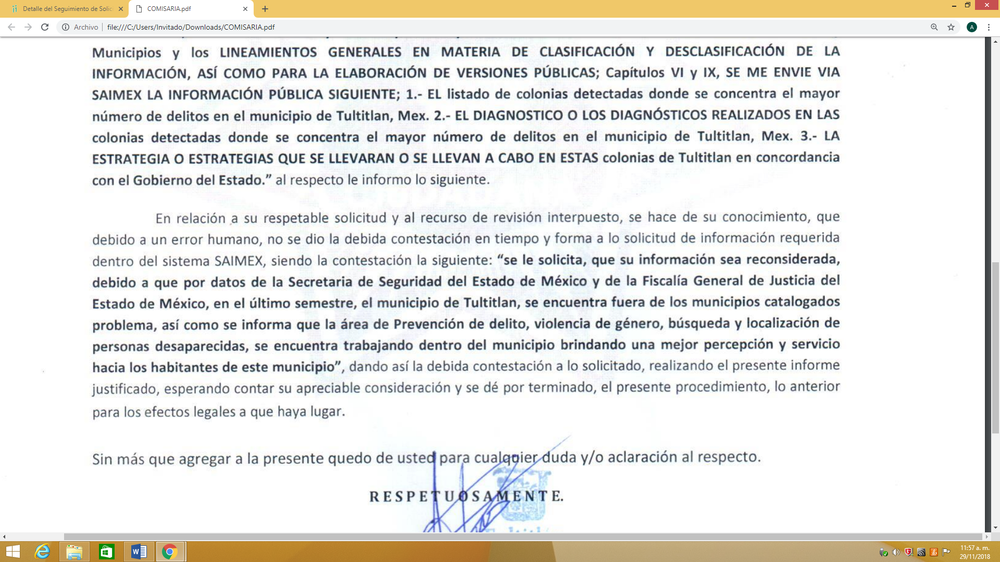 Detalle del Seguimiento de Solici
COMISARIA.pdf
Archivo
file:///C:/Users/Invitado/Downloads/COMISARIA.pdf
A
Municipios y los LINEAMIENTOS GENERALES EN MATERIA DE CLASIFICACIÓN Y DESCLASIFICACIÓN DE LA
INFORMACIÓN, ASÍ COMO PARA LA ELABORACIÓN DE VERSIONES PÚBLICAS; Capítulos VI y IX, SE ME ENVIE VIA
SAIMEX LA INFORMACIÓN PÚBLICA SIGUIENTE; 1.- EL listado de colonias detectadas donde se concentra el mayor
número de delitos en el municipio de Tultitlan, Mex. 2.- EL DIAGNOSTICO O LOS DIAGNÓSTICOS REALIZADOS EN LAS
colonias detectadas donde se concentra el mayor número de delitos en el municipio de Tultitlan, Mex. 3.- LA
ESTRATEGIA O ESTRATEGIAS QUE SE LLEVARAN O SE LLEVAN A CABO EN ESTAS colonias de Tultitlan en concordancia
con el Gobierno del Estado.” al respecto le informo lo siguiente.
En relación a su respetable solicitud y al recurso de revisión interpuesto, se hace de su conocimiento, que
debido a un error humano, no se dio la debida contestación en tiempo y forma a lo solicitud de información requerida
dentro del sistema SAIMEX, siendo la contestación la siguiente: “se le solicita, que su información sea reconsiderada,
debido a que por datos de la Secretaria de Seguridad del Estado de México y de la Fiscalía General de Justicia del
Estado de México, en el último semestre, el municipio de Tultitlan, se encuentra fuera de los municipios catalogados
problema, así como se informa que la área de Prevención de delito, violencia de género, búsqueda y localización de
personas desaparecidas, se encuentra trabajando dentro del municipio brindando una mejor percepción y servicio
hacia los habitantes de este municipio”, dando así la debida contestación a lo solicitado, realizando el presente informe
justificado, esperando contar su apreciable consideración y se dé por terminado, el presente procedimiento, lo anterior
para los efectos legales a que haya lugar.
Sin más que agregar a la presente quedo de usted para cualquier duda y/o aclaración al respecto.
RESPETUOSAMENTE.
11:57 a. m.
29/11/2018